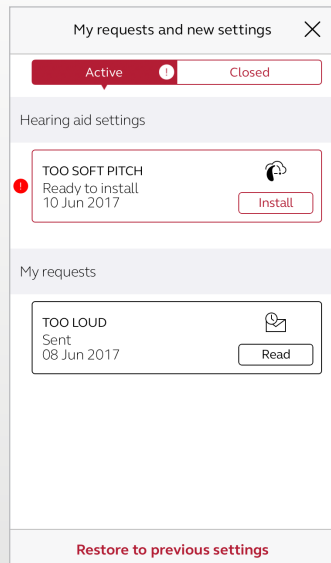 My requests and new settings
Active !
Closed
Hearing aid settings
TOO SOFT PITCH
!
Ready to install
10 Jun 2017
Install
My requests
TOO LOUD
Sent
08 Jun 2017
Read
Restore to previous settings